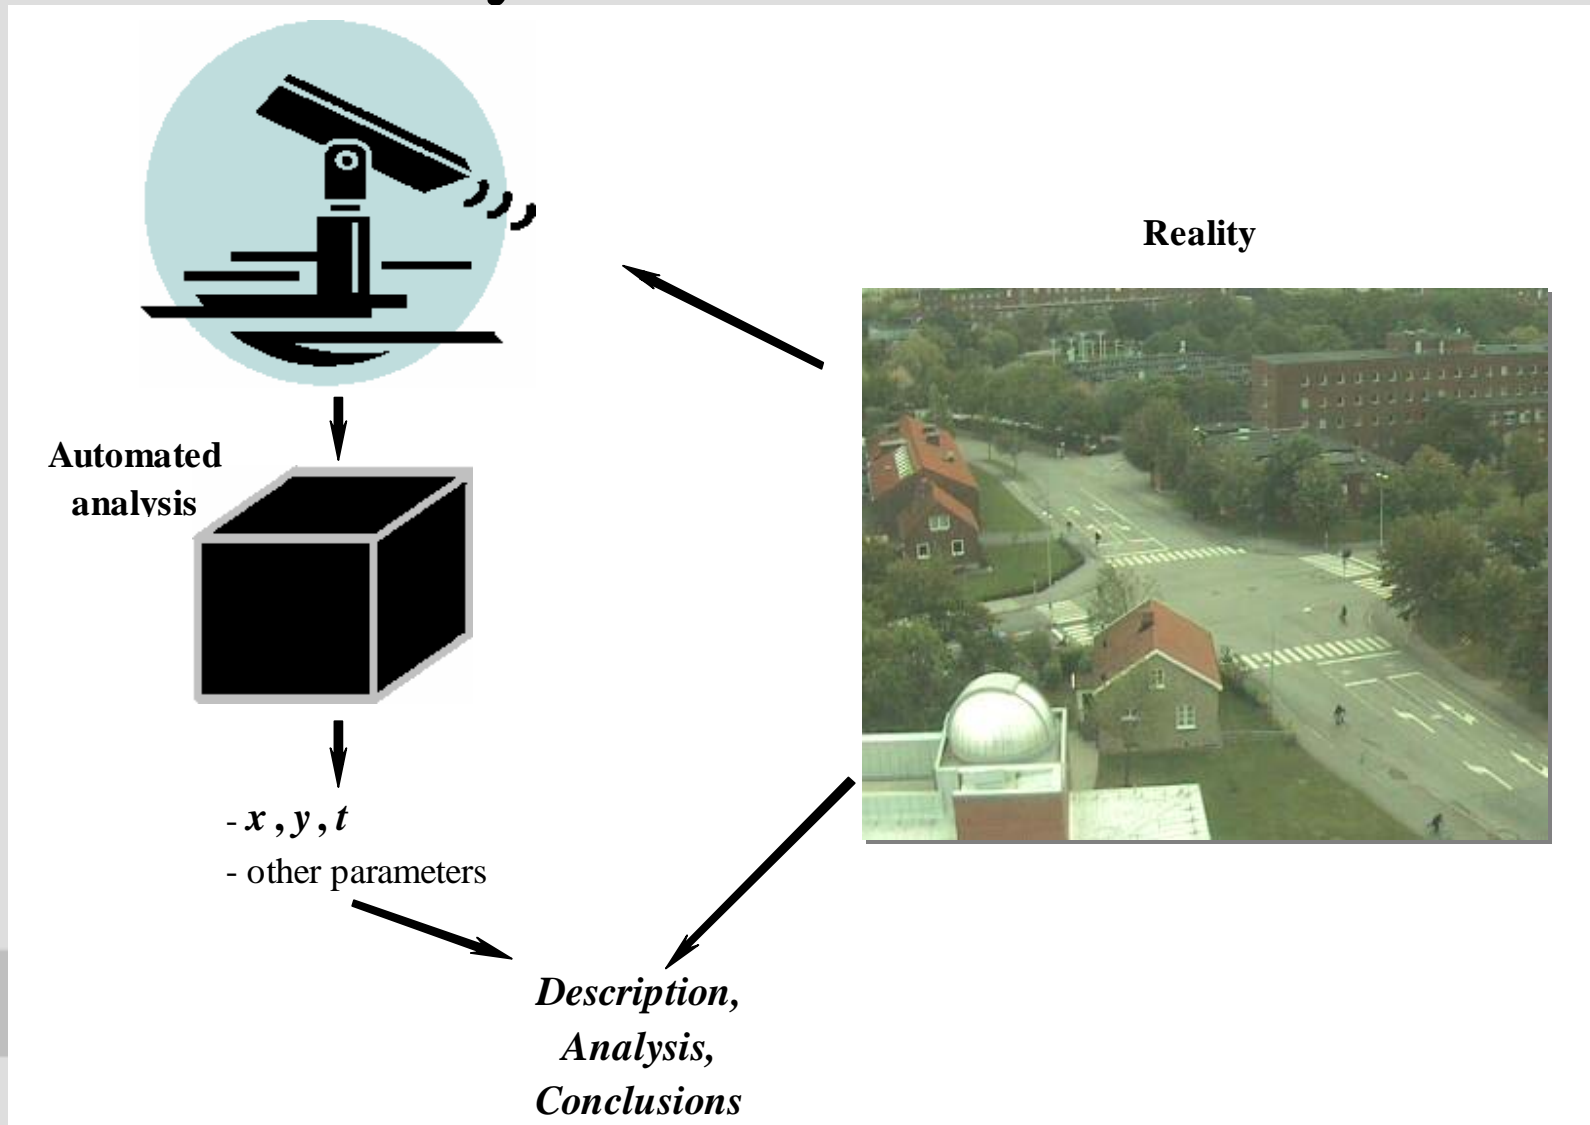 Reality
Automated
analysis
- x , y , t
- other parameters
Description,
Analysis,
Conclusions